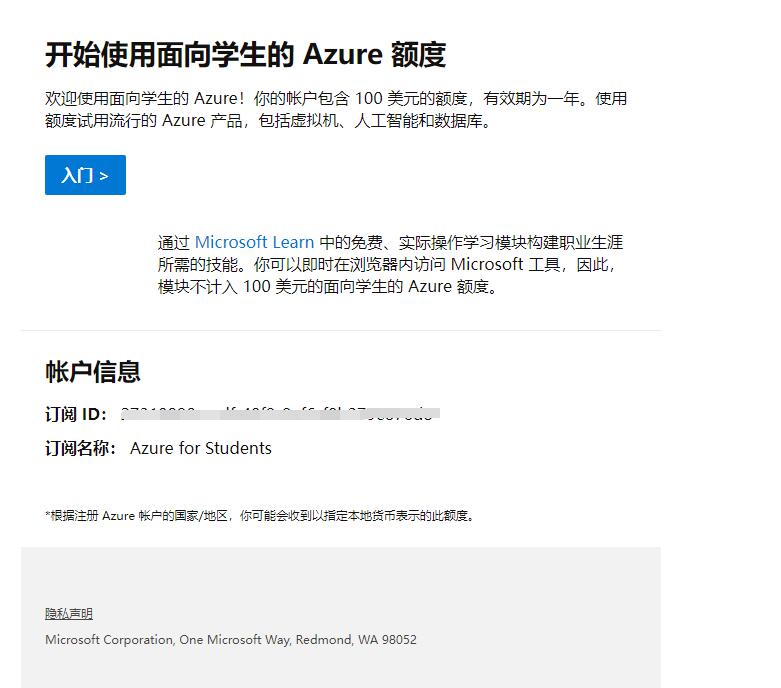 开始使用面向学生的 Azure 额度
欢迎使用面向学生的 Azure！你的帐户包含 100 美元的额度，有效期为一年。使用
额度试用流行的 Azure 产品，包括虚拟机、人工智能和数据库。
入门 >
通过 Microsoft Learn 中的免费、实际操作学习模块构建职业生涯
所需的技能。你可以即时在浏览器内访问 Microsoft 工具，因此，
模块不计入 100 美元的面向学生的 Azure 额度。
帐户信息
订阅 ID：
订阅名称： Azure for Students
*根据注册 Azure 帐户的国家/地区，你可能会收到以指定本地货币表示的此额度。
隐私声明
Microsoft Corporation, One Microsoft Way, Redmond, WA 98052